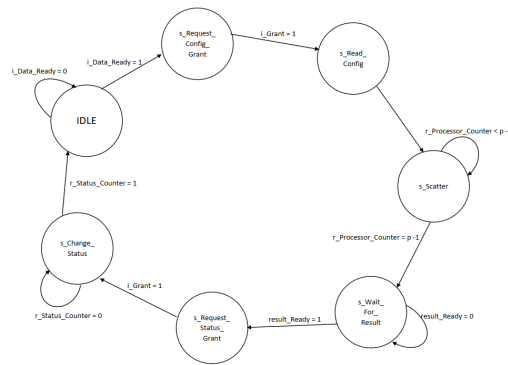 s_Request_
Config_
Grant
i_Grant = 1
s_Read_
Config
i_Data_Ready = 1
i_Data_Ready = 0
IDLE
r_Processor_Counter < p -
s_Scatter
r_Status_Counter = 1
r_Processor_Counter = p -1
s_Change_
Status
i_Grant = 1
s_Wait_
For_
Result
r_Status_Counter = 0
s_Request_
Status_
Grant
result_Ready = 1
result_Ready = 0